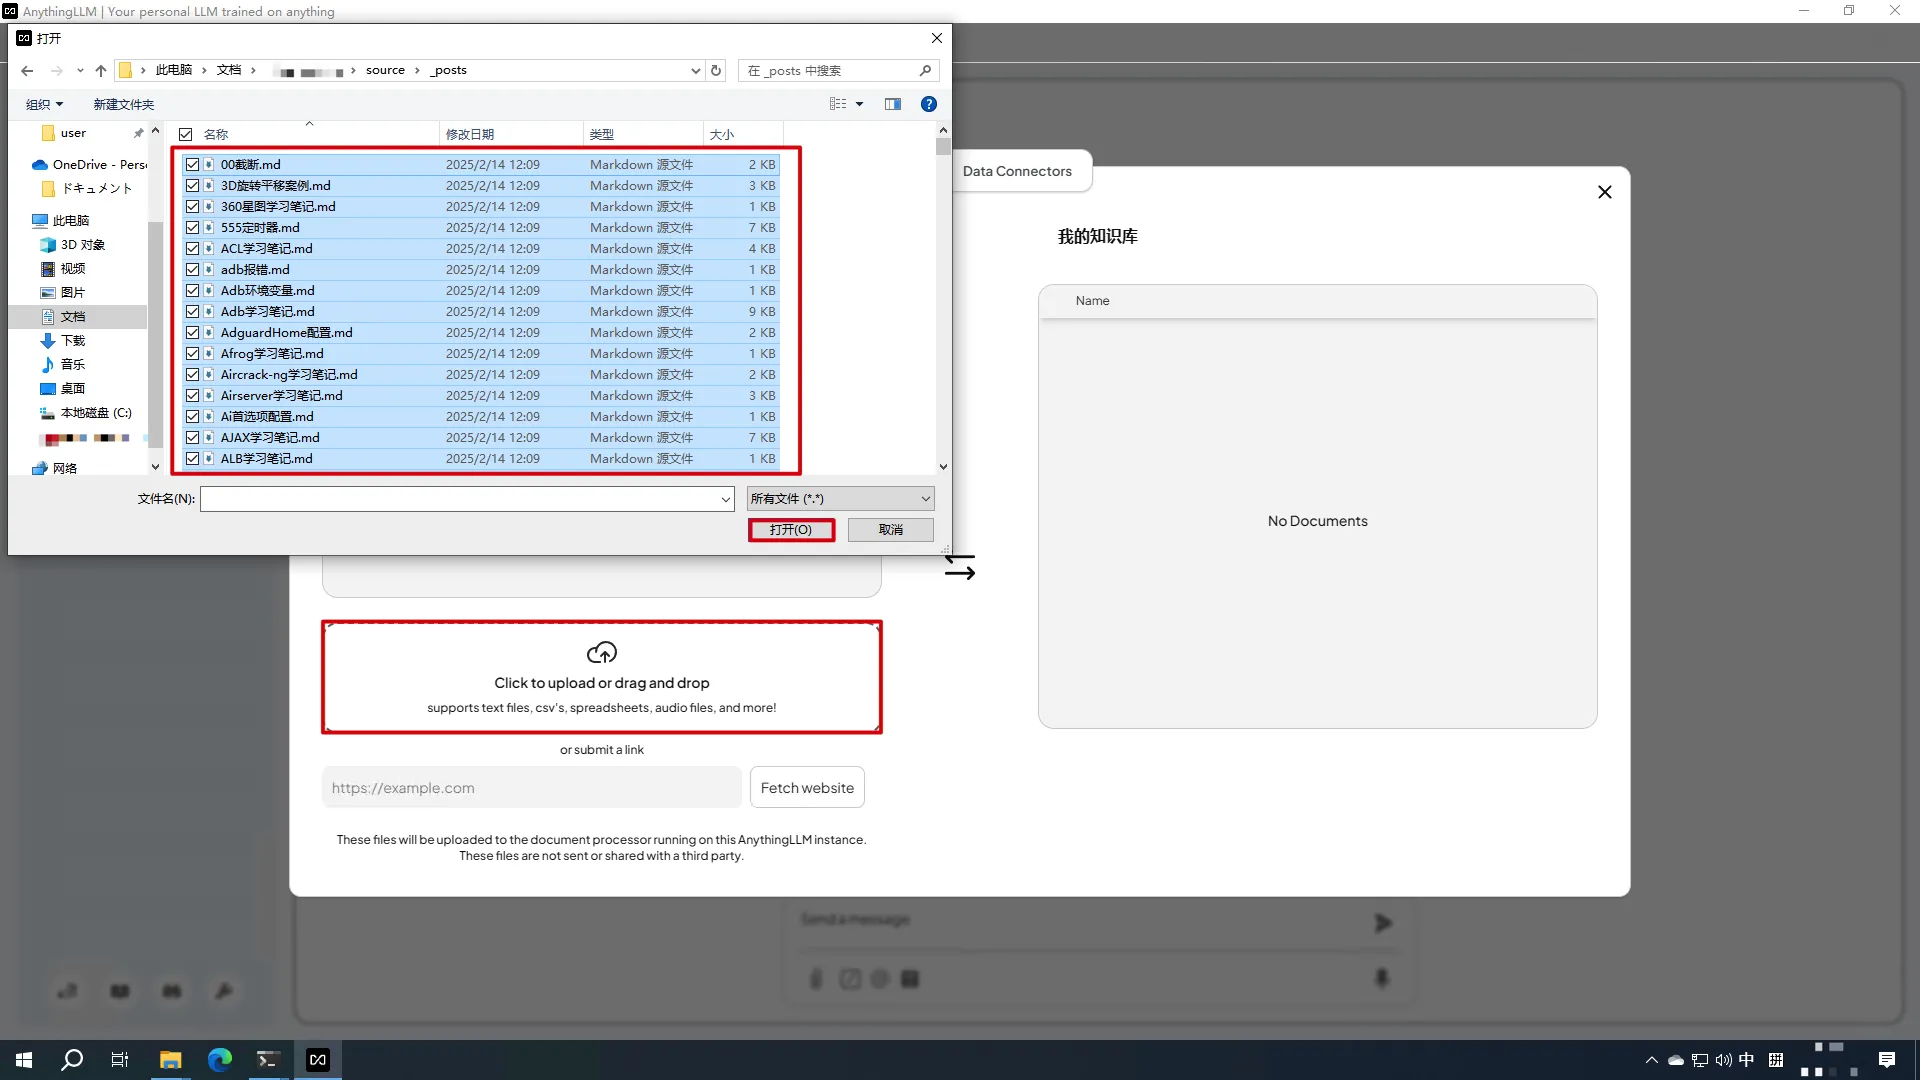 AnythingLLM | Your personal LLM trained on anything
打开
此电脑 文档 source _posts
在 _posts 中搜索
组织
新建文件夹
user
OneDrive - Perso
ドキュメント
此电脑
3D 对象
视频
图片
文档
下载
音乐
桌面
本地磁盘 (C:)
网络
名称 修改日期 类型 大小
00截断.md 2025/2/14 12:09 Markdown 源文件 2 KB
3D旋转平移案例.md 2025/2/14 12:09 Markdown 源文件 3 KB
360星图学习笔记.md 2025/2/14 12:09 Markdown 源文件 1 KB
555定时器.md 2025/2/14 12:09 Markdown 源文件 7 KB
ACL学习笔记.md 2025/2/14 12:09 Markdown 源文件 4 KB
adb报错.md 2025/2/14 12:09 Markdown 源文件 1 KB
Adb环境变量.md 2025/2/14 12:09 Markdown 源文件 1 KB
Adb学习笔记.md 2025/2/14 12:09 Markdown 源文件 9 KB
AdguardHome配置.md 2025/2/14 12:09 Markdown 源文件 2 KB
Afrog学习笔记.md 2025/2/14 12:09 Markdown 源文件 1 KB
Aircrack-ng学习笔记.md 2025/2/14 12:09 Markdown 源文件 2 KB
Airserver学习笔记.md 2025/2/14 12:09 Markdown 源文件 3 KB
Ai首选项配置.md 2025/2/14 12:09 Markdown 源文件 1 KB
AJAX学习笔记.md 2025/2/14 12:09 Markdown 源文件 7 KB
ALB学习笔记.md 2025/2/14 12:09 Markdown 源文件 1 KB
文件名(N):
所有文件 (*.*)
打开(O)
取消
Data Connectors
我的知识库
Name
No Documents
Click to upload or drag and drop
supports text files, csv's, spreadsheets, audio files, and more!
or submit a link
https://example.com
Fetch website
These files will be uploaded to the document processor running on this AnythingLLM instance.
These files are not sent or shared with a third party.
Send a message
中
拼